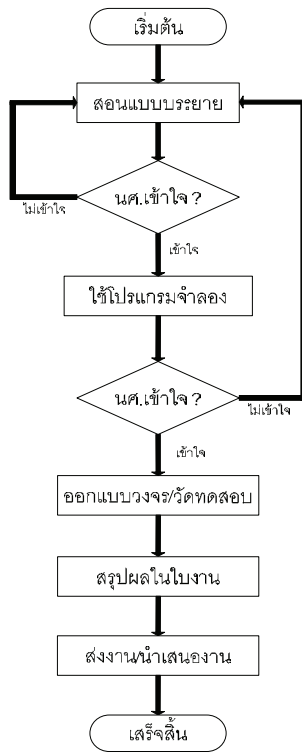 เริ่มต้น
สอนแบบบรรยาย
นศ.เข้าใจ ?
ไม่เข้าใจ
เข้าใจ
ใช้โปรแกรมจำลอง
นศ.เข้าใจ ?
ไม่เข้าใจ
เข้าใจ
ออกแบบวงจร/วัดทดสอบ
สรุปผลในใบงาน
ส่งงาน/นำเสนองาน
เสร็จสิ้น